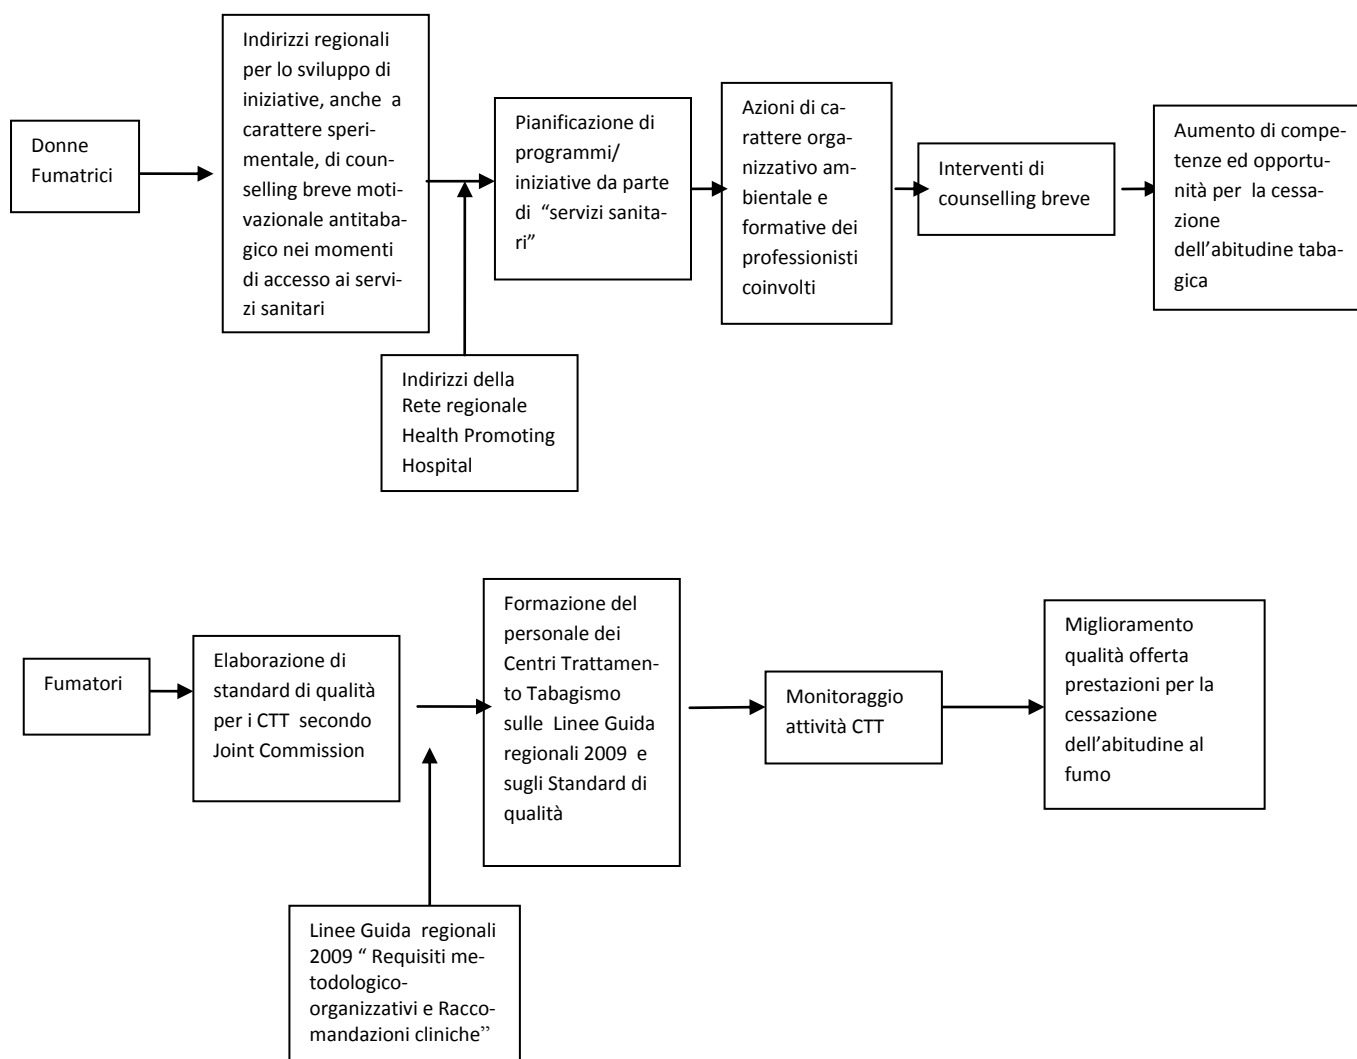 Donne
Fumatrici
Indirizzi regionali
per lo sviluppo di
iniziative, anche a
carattere speri-
mentale, di coun-
selling breve moti-
vazionale antitaba-
gico nei momenti
di accesso ai servi-
zi sanitari
Indirizzi della
Rete regionale
Health Promoting
Hospital
Pianificazione di
programmi/
iniziative da parte
di “servizi sanita-
ri”
Azioni di ca-
rattere orga-
nizzativo am-
bientale e
formative dei
professionisti
coinvolti
Interventi di
counselling breve
Aumento di compe-
tenze ed opportu-
nità per la cessa-
zione
dell’abitudine taba-
gica
Fumatori
Elaborazione di
standard di qualità
per i CTT secondo
Joint Commission
Linee Guida regionali
2009 “ Requisiti me-
todologico-
organizzativi e Racco-
mandazioni cliniche”
Formazione del
personale dei
Centri Trattamen-
to Tabagismo
sulle Linee Guida
regionali 2009 e
sugli Standard di
qualità
Monitoraggio
attività CTT
Miglioramento
qualità offerta
prestazioni per la
cessazione
dell’abitudine al
fumo